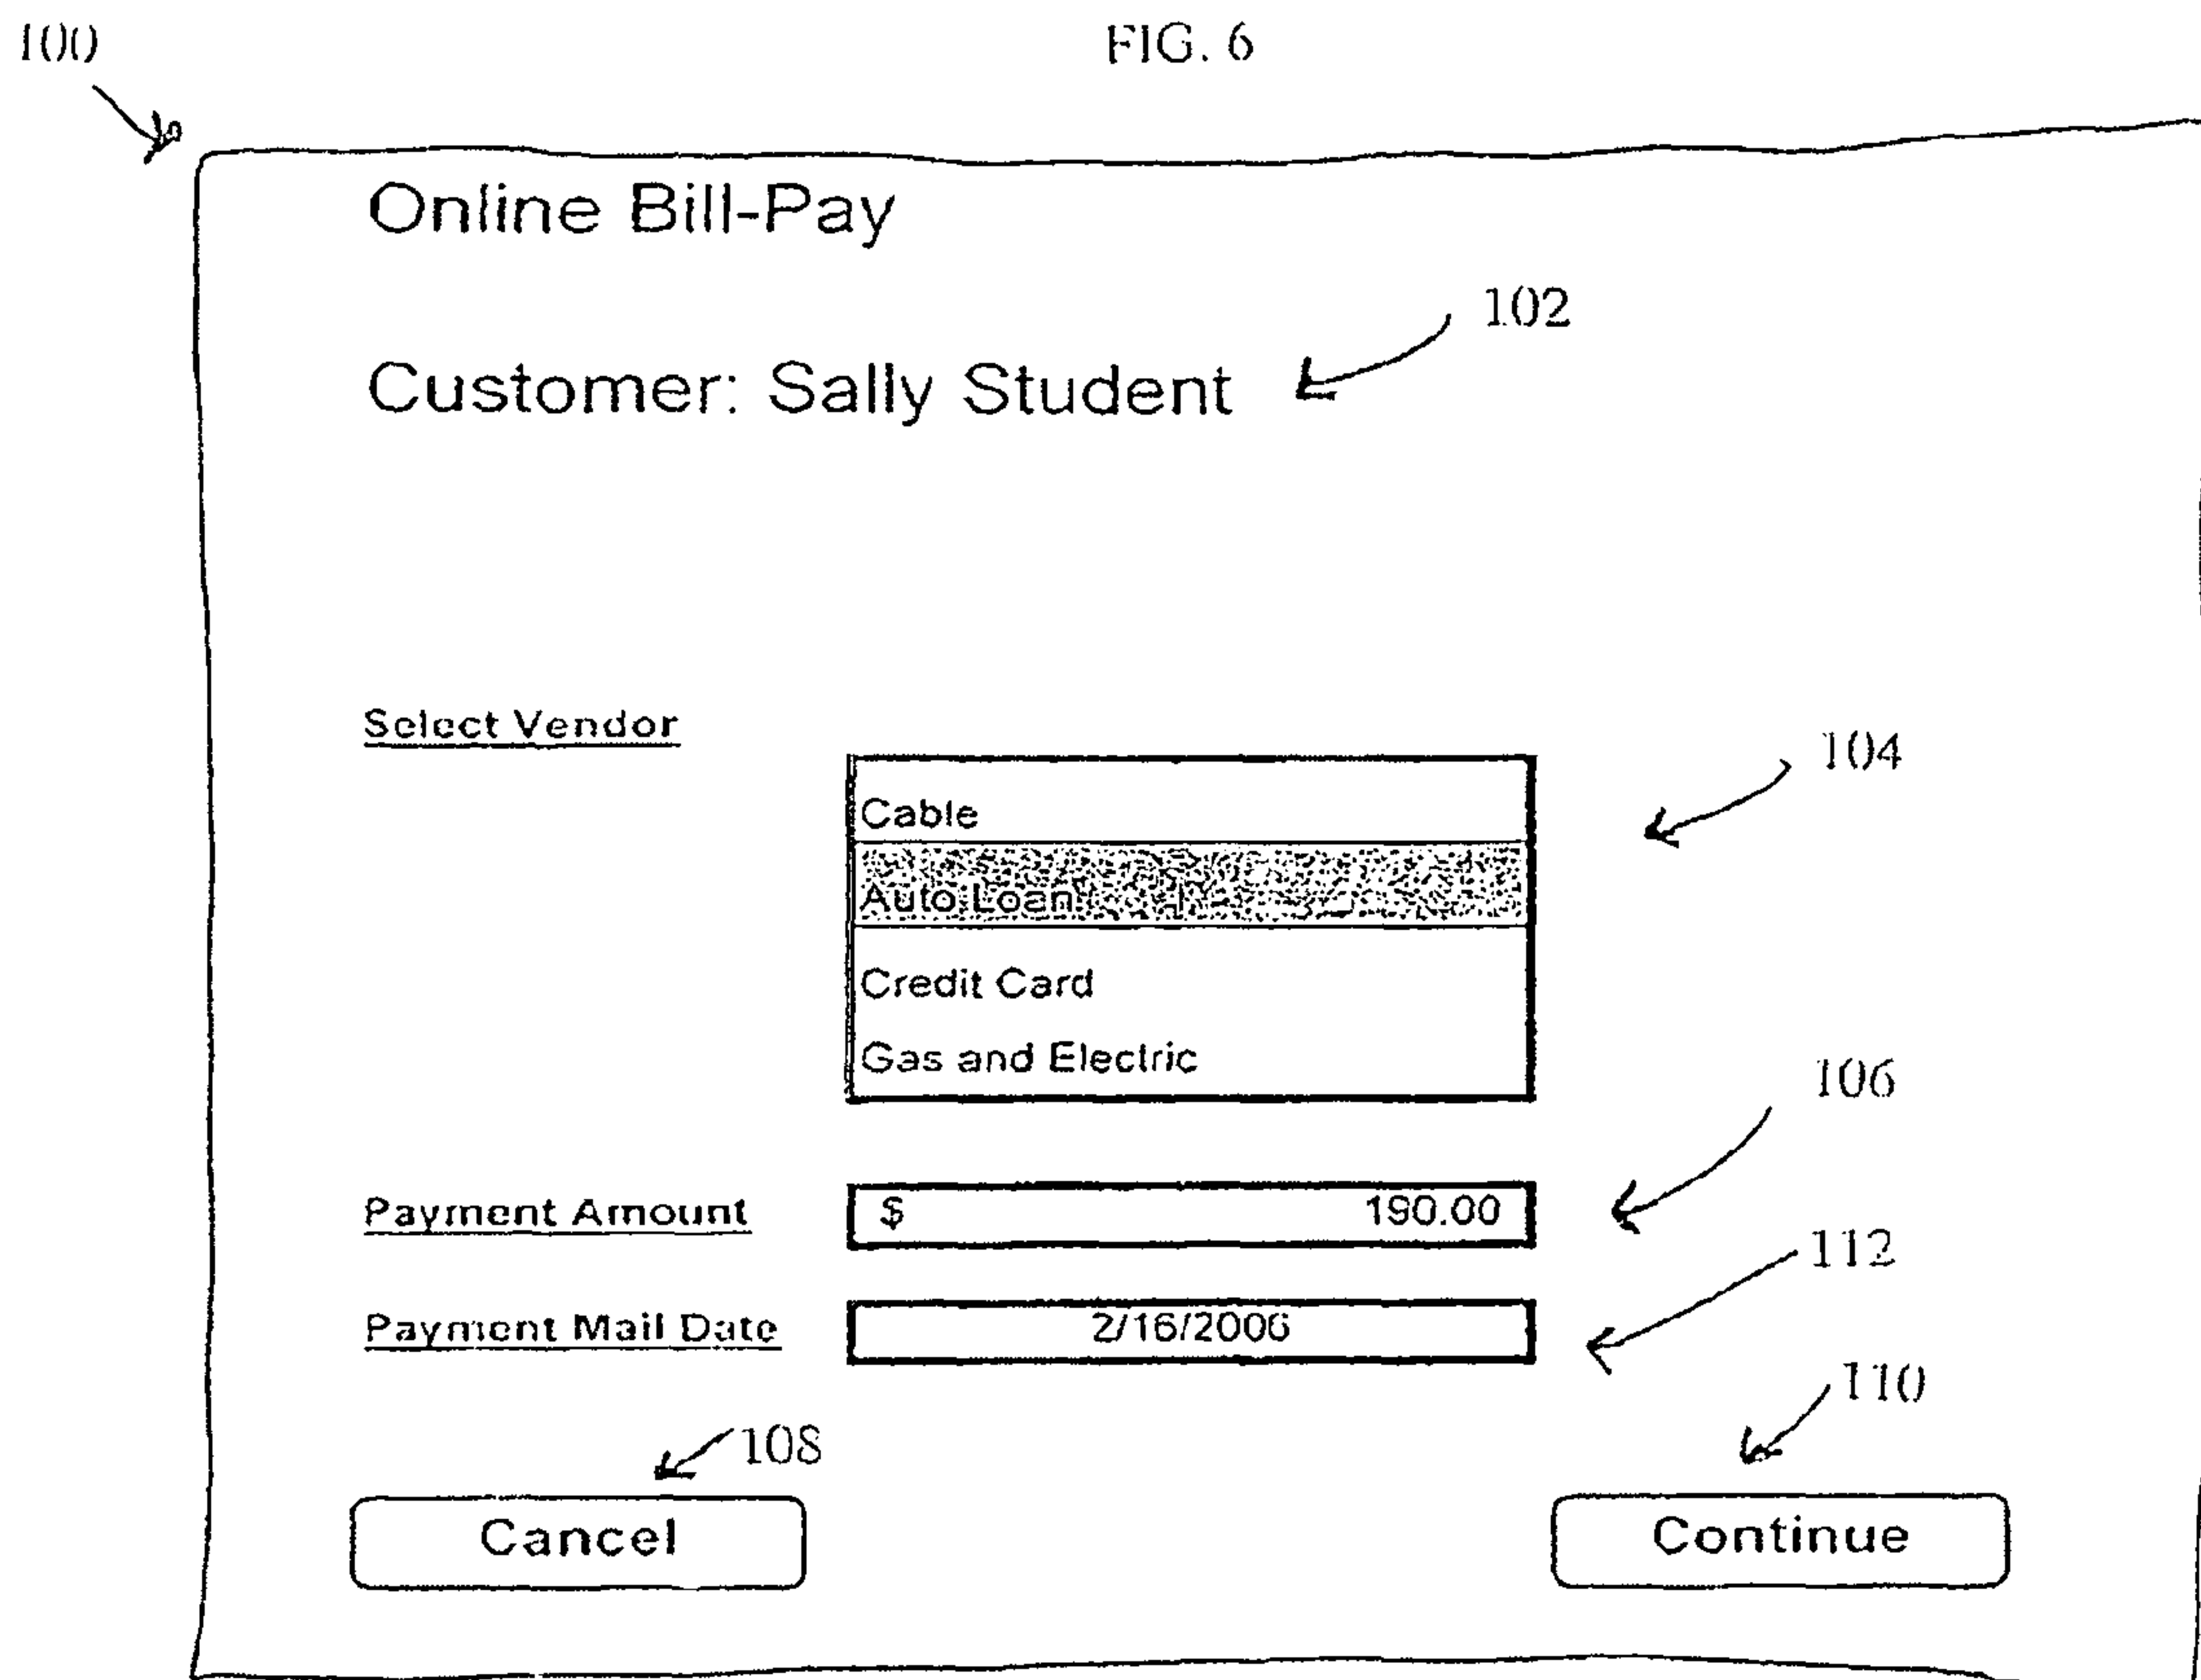 100
FIG. 6
Online Bill-Pay
102
Customer: Sally Student
Select Vendor
104
Cable
Auto Loan
Credit Card
Gas and Electric
106
Payment Amount $ 190.00
112
Payment Mail Date 2/16/2006
110
108
Cancel Continue